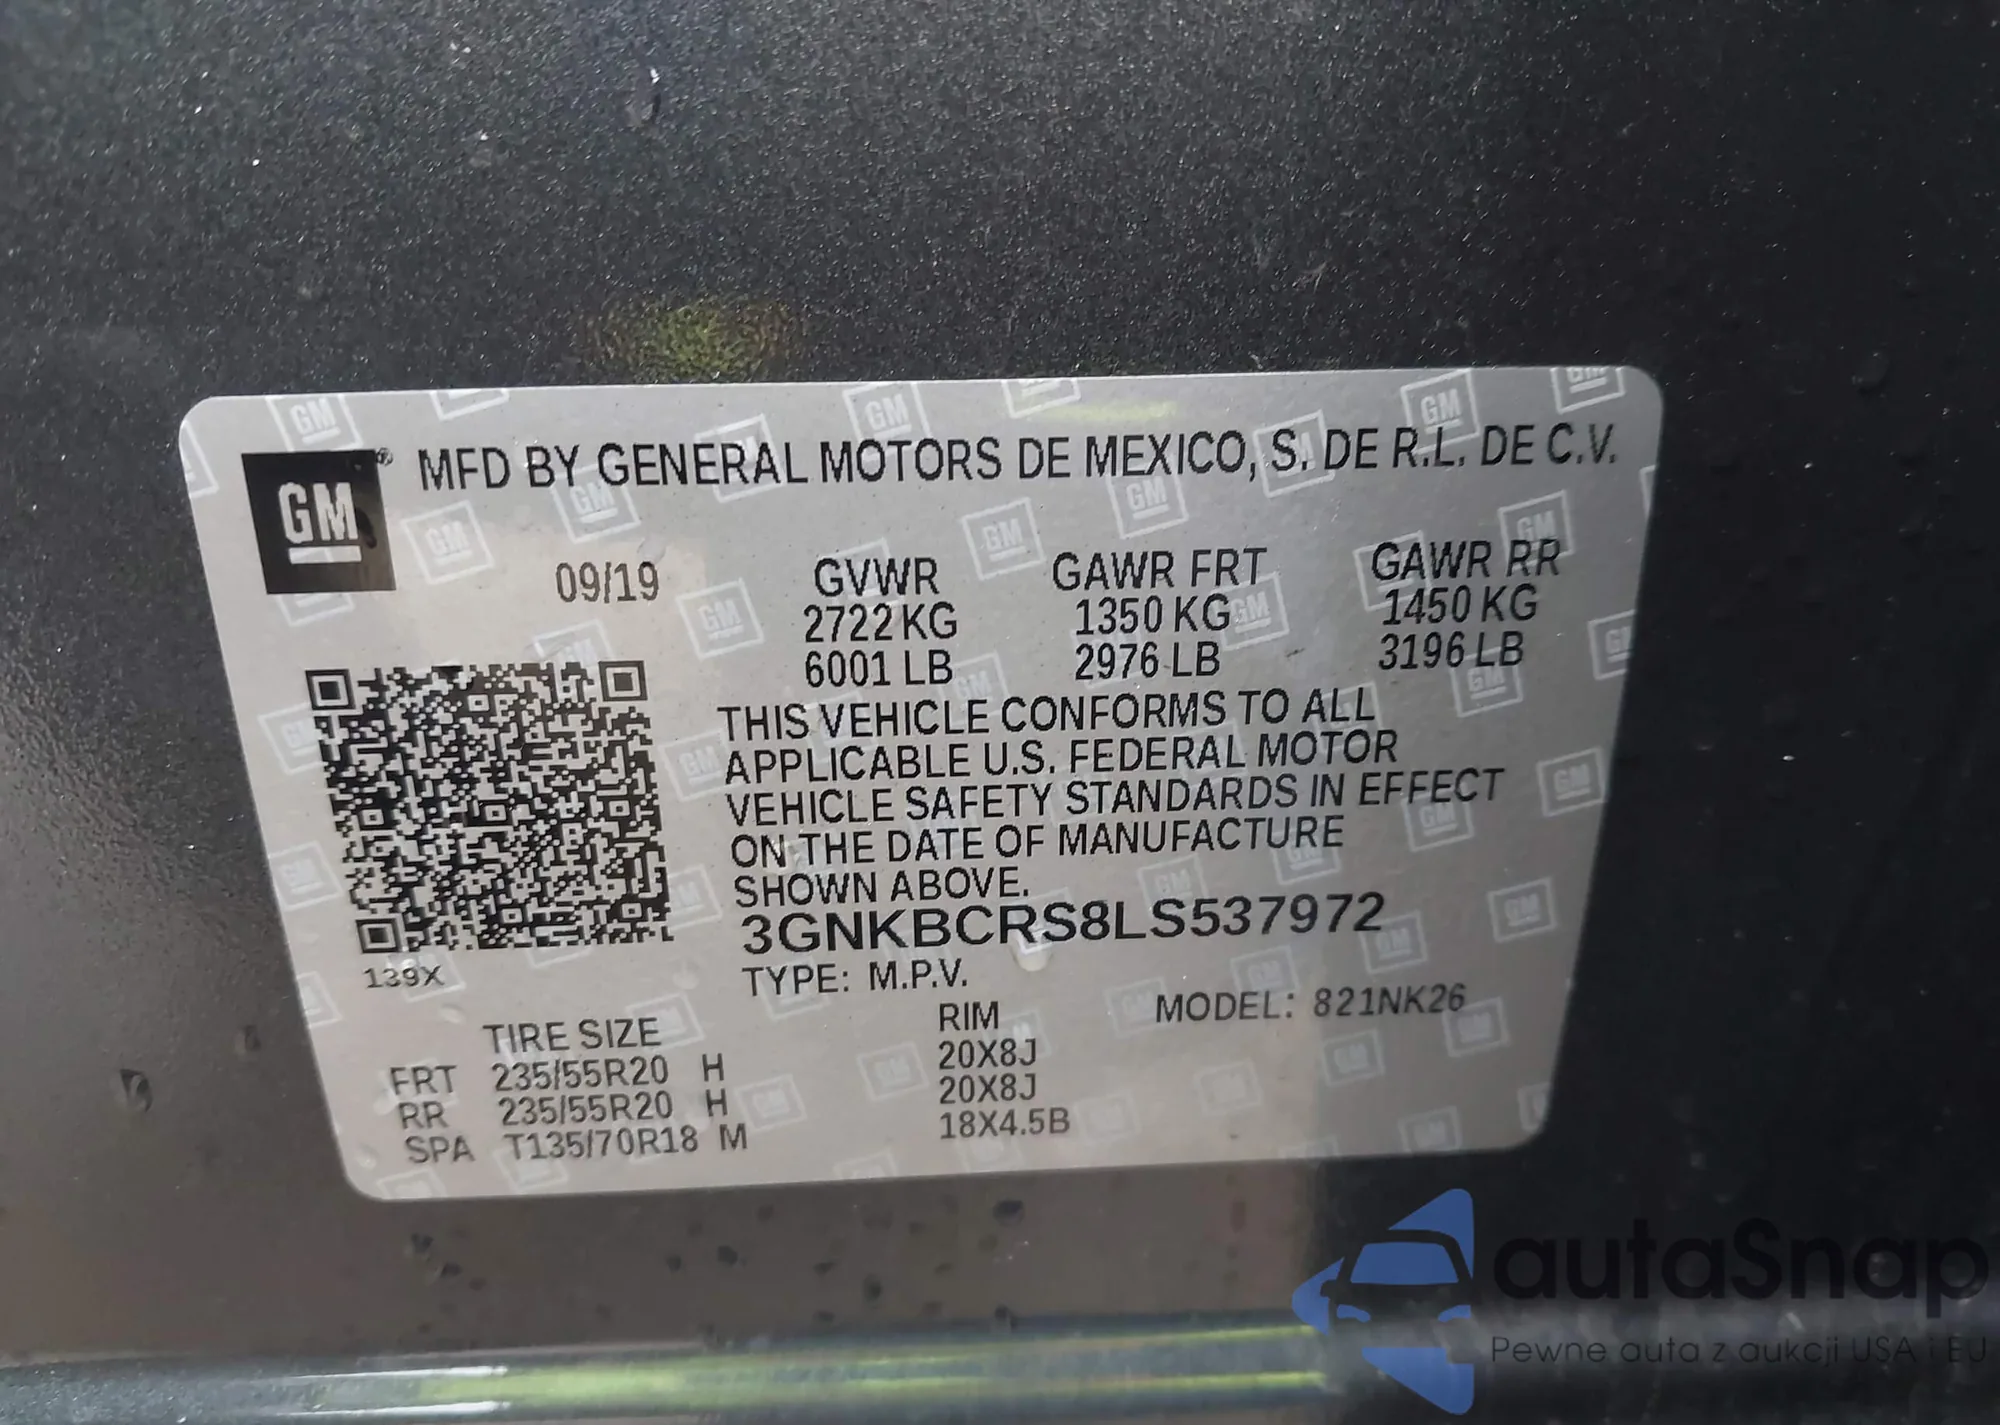 GM® MFD BY GENERAL MOTORS DE MEXICO, S. DE R.L. DE C.V.
09/19
GVWR GAWR FRT GAWR RR
2722 KG 1350 KG 1450 KG
6001 LB 2976 LB 3196 LB
THIS VEHICLE CONFORMS TO ALL
APPLICABLE U.S. FEDERAL MOTOR
VEHICLE SAFETY STANDARDS IN EFFECT
ON THE DATE OF MANUFACTURE
SHOWN ABOVE.
3GNKBCRS8LS537972
139X
TYPE: M.P.V.
MODEL: 821NK26
TIRE SIZE RIM
FRT 235/55R20 H 20X8J
RR 235/55R20 H 20X8J
SPA T135/70R18 M 18X4.5B
autaSnap
Pewne auta z aukcji USA i EU